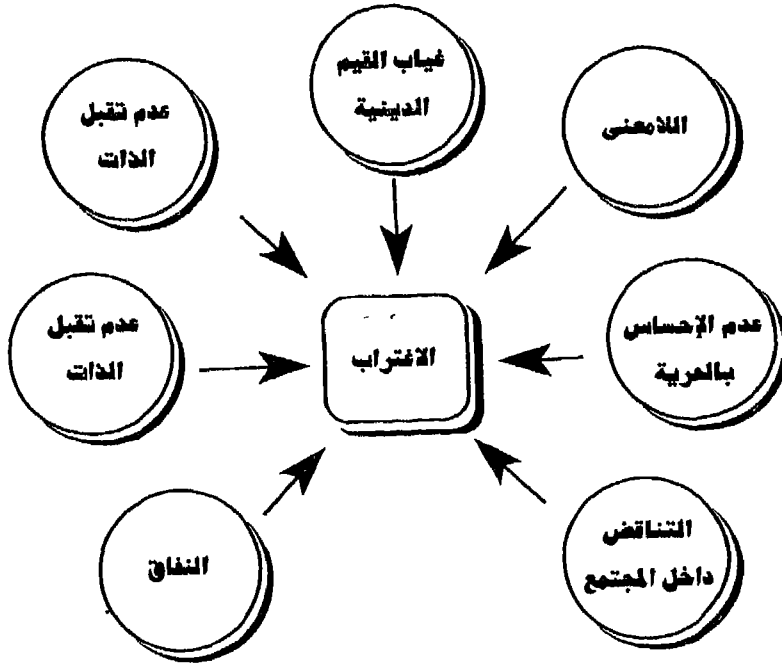 غياب القيم
الدينية
اللامعنى
عدم تقبل
الذات
عدم الإحساس
بالحرية
الاغتراب
عدم تقبل
الذات
التناقض
داخل المجتمع
النفاق